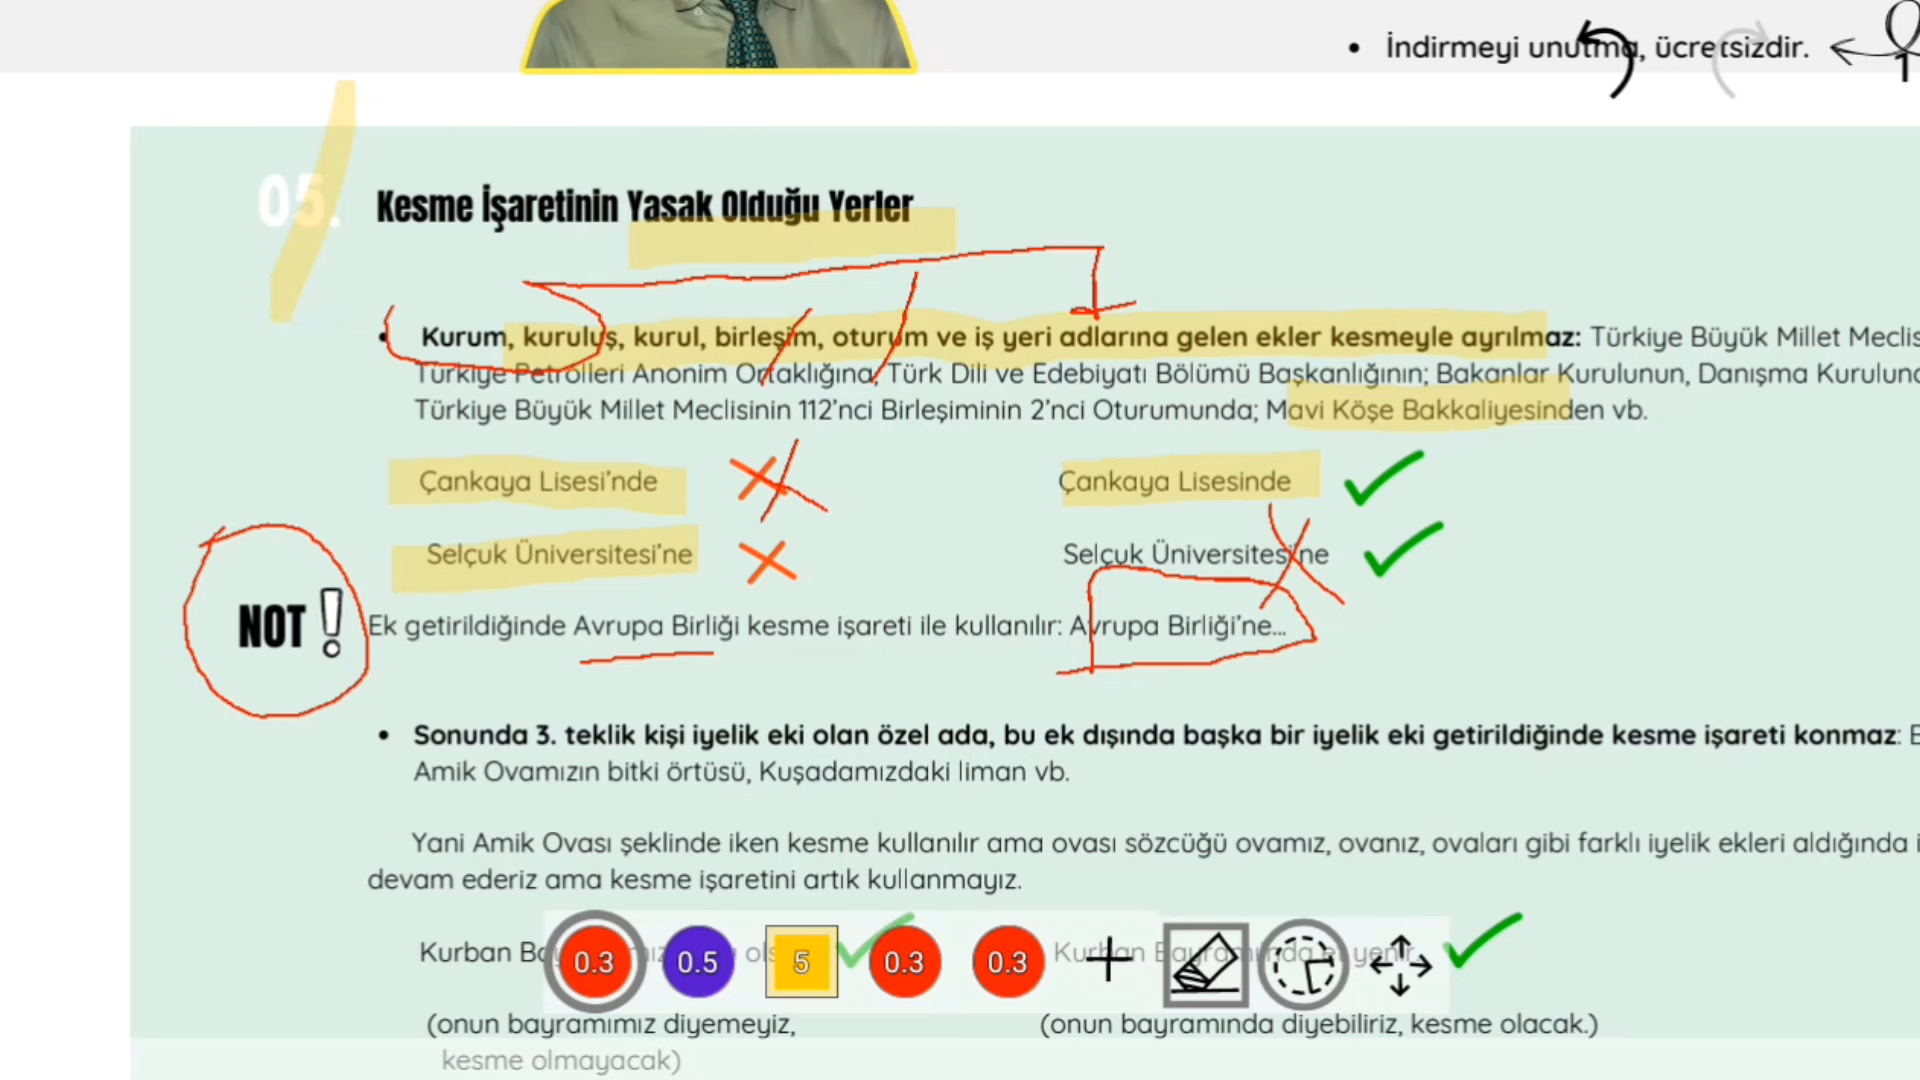 İndirmeyi unutma, ücretsizdir.
1
05.
Kesme İşaretinin Yasak Olduğu Yerler
Kurum, kuruluş, kurul, birleşim, oturum ve iş yeri adlarına gelen ekler kesmeyle ayrılmaz: Türkiye Büyük Millet
Türkiye Petrolleri Anonim Ortaklığına, Türk Dili ve Edebiyatı Bölümü Başkanlığının; Bakanlar Kurulunun, Danışma
Türkiye Büyük Millet Meclisinin 112’nci Birleşiminin 2’nci Oturumunda; Mavi Köşe Bakkaliyesinden vb.
Çankaya Lisesi’nde Çankaya Lisesinde
Selçuk Üniversitesi’ne Selçuk Üniversitesine
NOT! Ek getirildiğinde Avrupa Birliği kesme işareti ile kullanılır: Avrupa Birliği’ne...
Sonunda 3. teklik kişi iyelik eki olan özel ada, bu ek dışında başka bir iyelik eki getirildiğinde kesme işareti konmaz:
Amik Ovamızın bitki örtüsü, Kuşadamızdaki liman vb.
Yani Amik Ovası şeklinde iken kesme kullanılır ama ovası sözcüğü ovamız, ovanız, ovaları gibi farklı iyelik ekleri aldığında
devam ederiz ama kesme işaretini artık kullanmayız.
Kurban Kurban
0.3 0.5 5 0.3 0.3
(onun bayramımız diyemeyiz, (onun bayramında diyebiliriz, kesme olacak.)
kesme olmayacak)